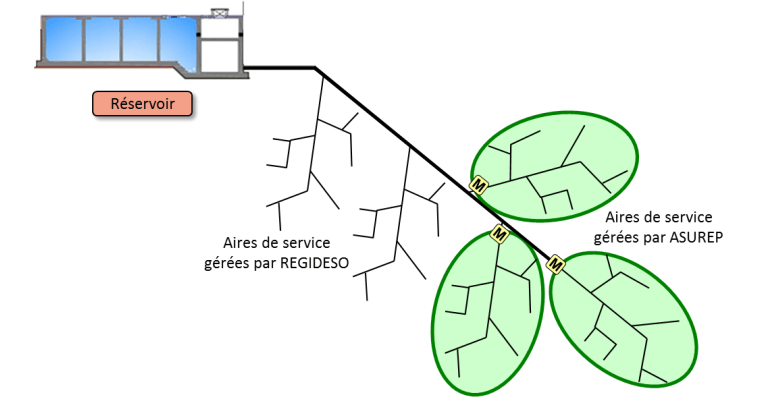 Réservoir
M
Aires de service
gérées par ASUREP
M
Aires de service
gérées par REGIDESO
M